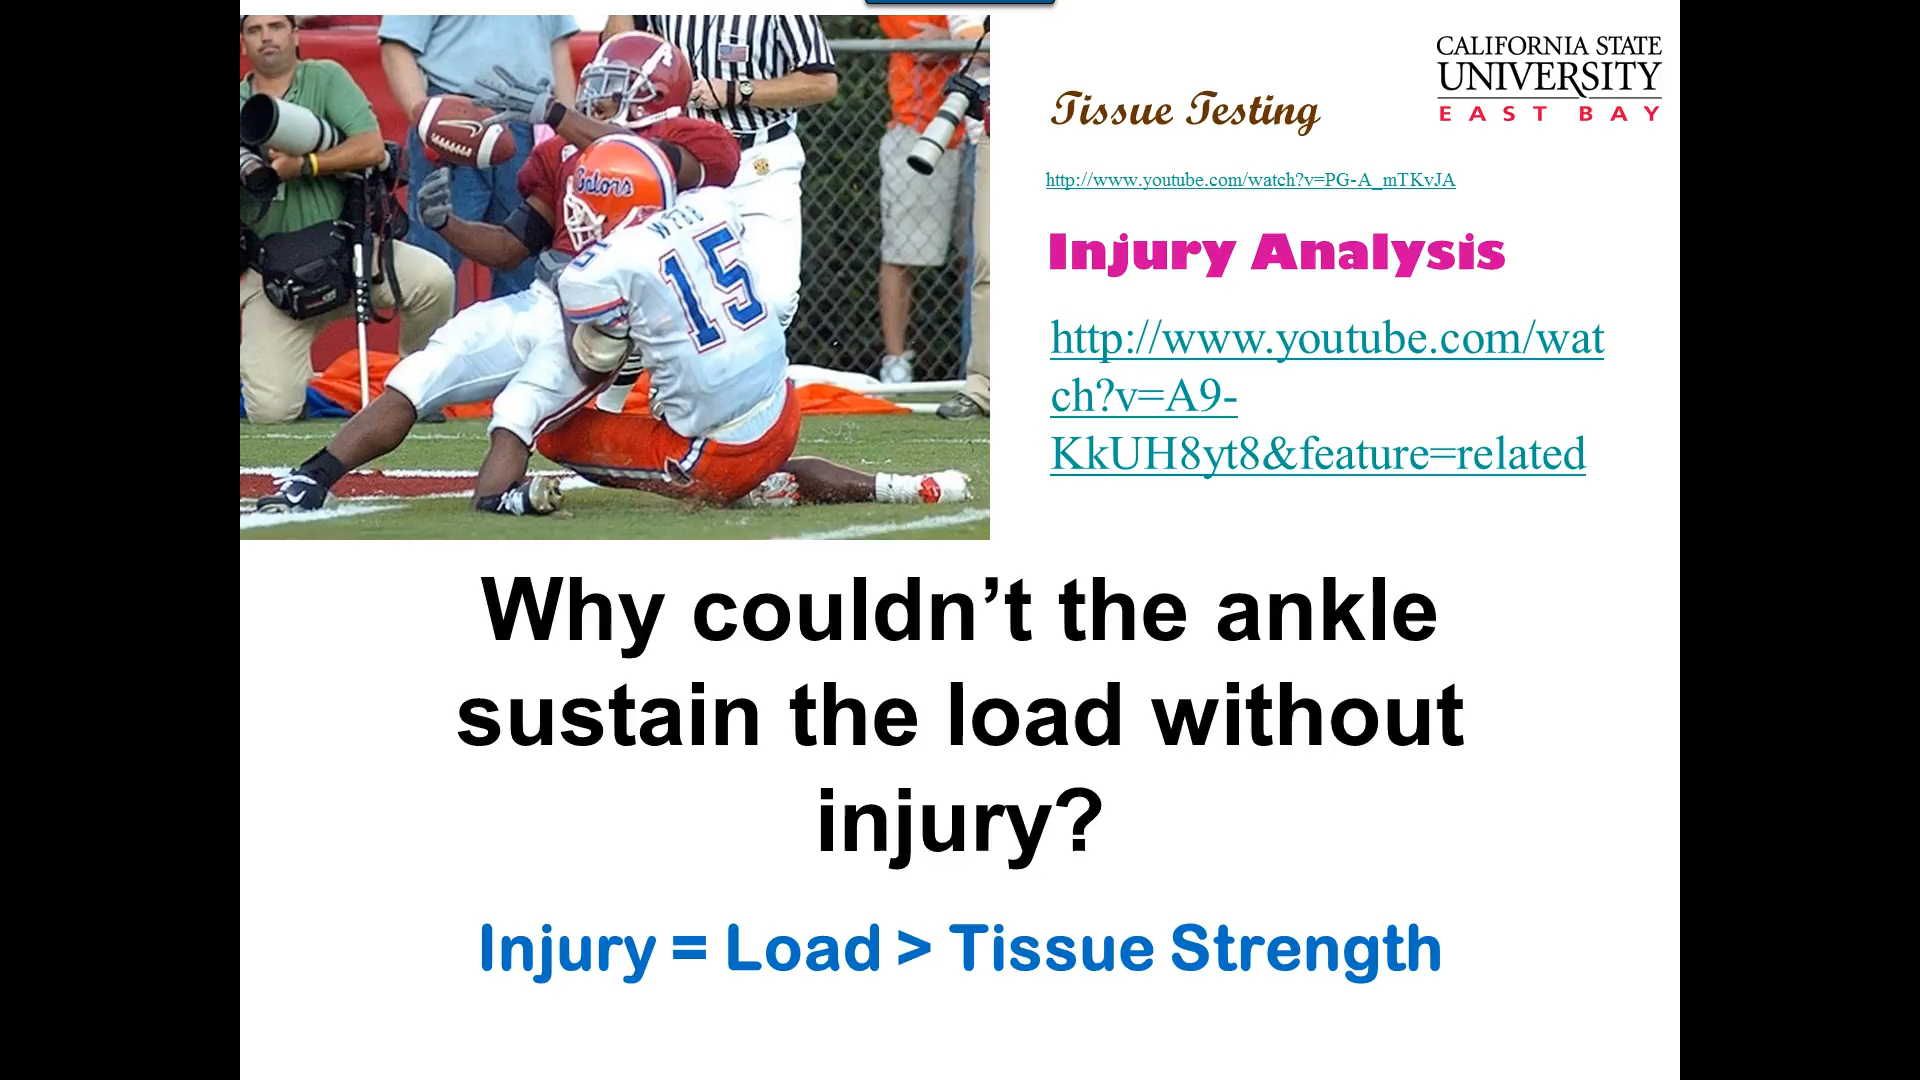 CALIFORNIA STATE
UNIVERSITY
EAST BAY
Tissue Testing
http://www.youtube.com/watch?v=PG-A_mTKvJA
Injury Analysis
http://www.youtube.com/wat
ch?v=A9-
KkUH8yt8&feature=related
Gators
15
Why couldn’t the ankle
sustain the load without
injury?
Injury = Load > Tissue Strength